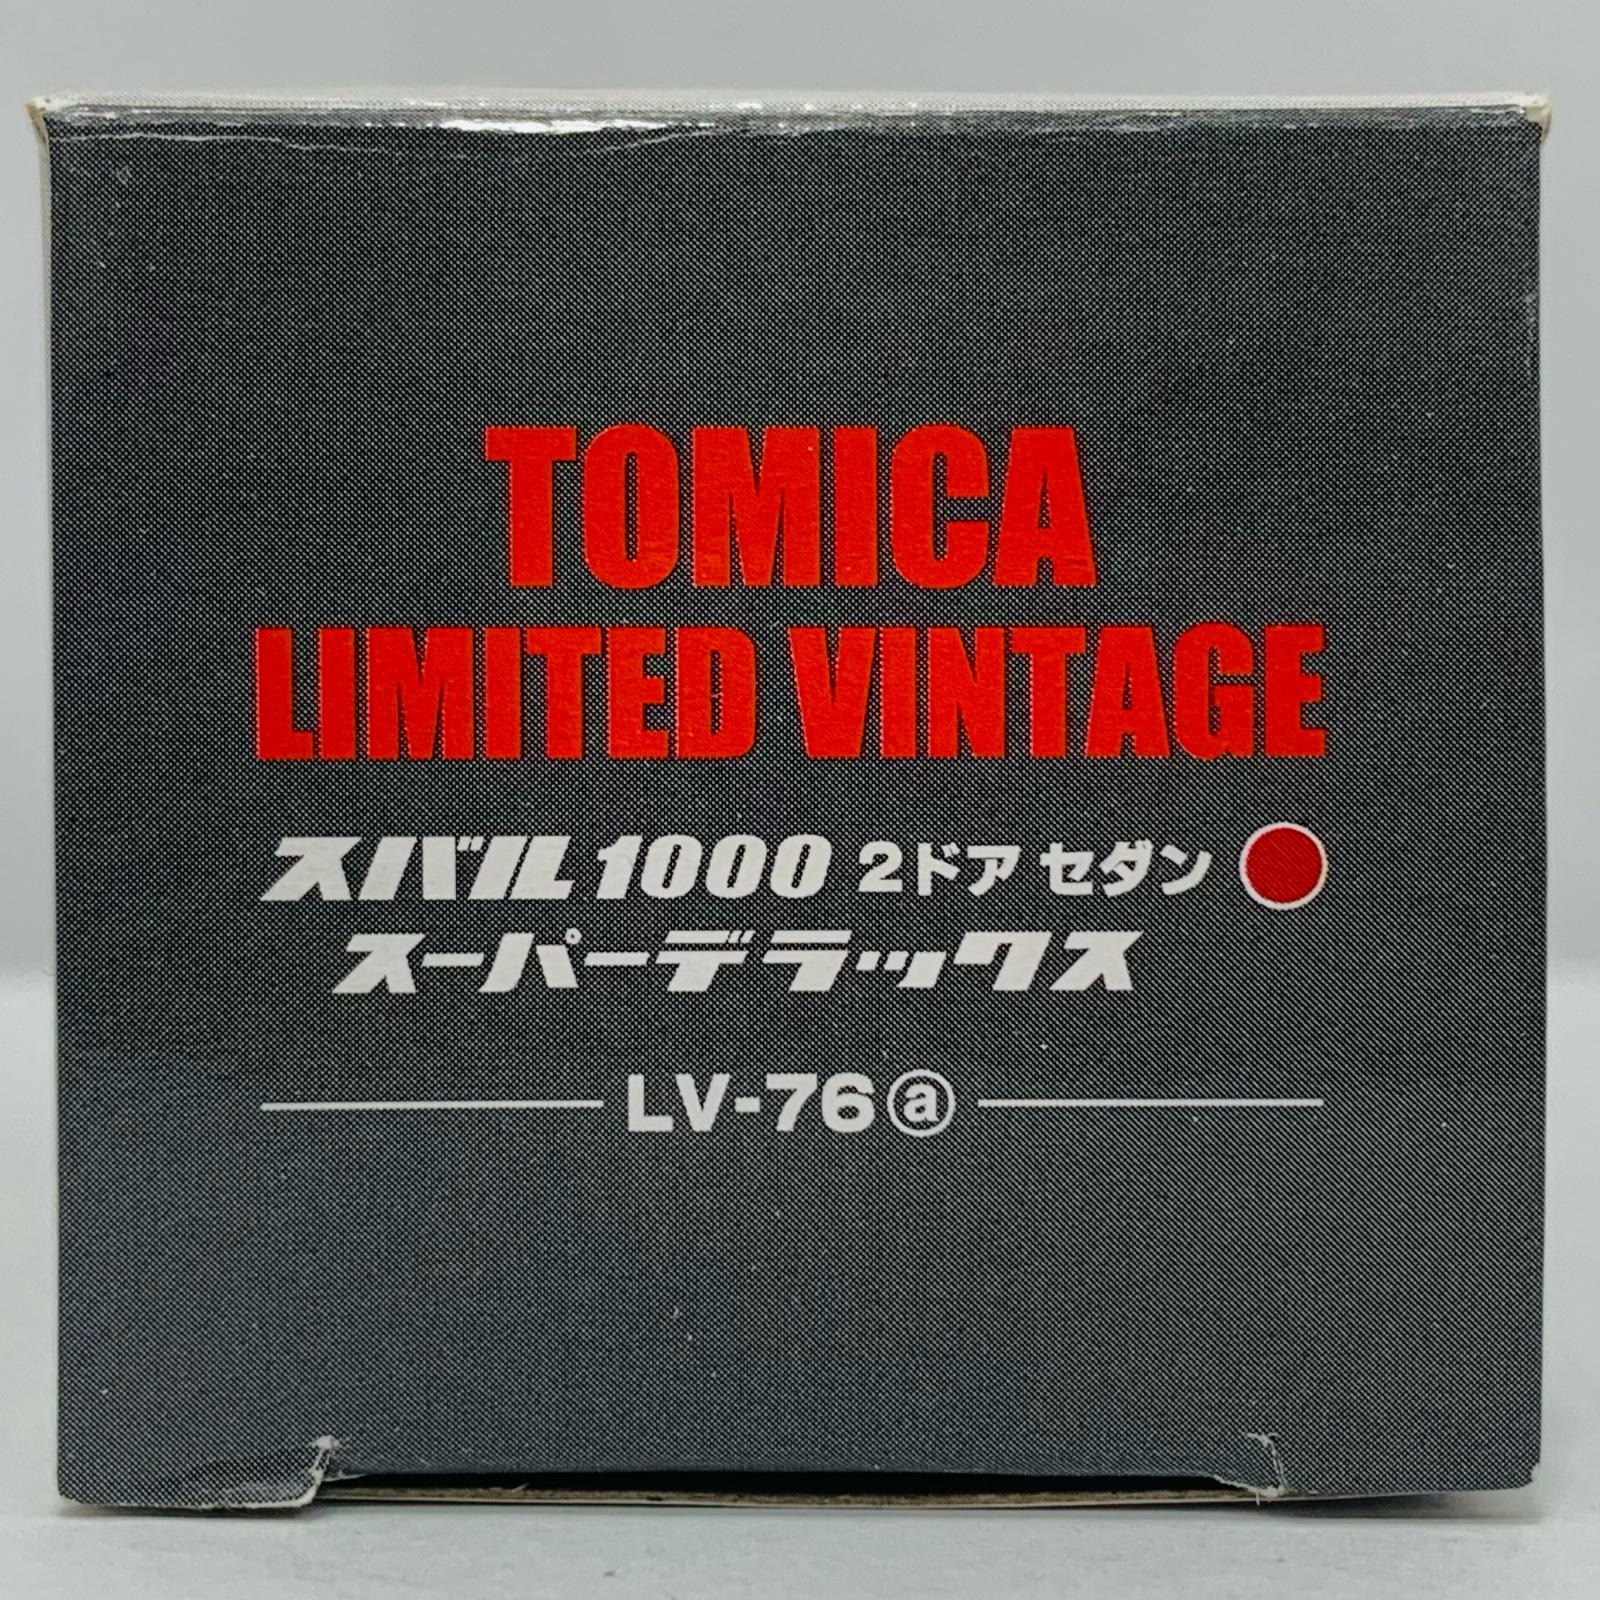 TOMICA
LIMITED VINTAGE
スバル1000 2ドア セダン
スーパーデラックス
LV-76ⓐ